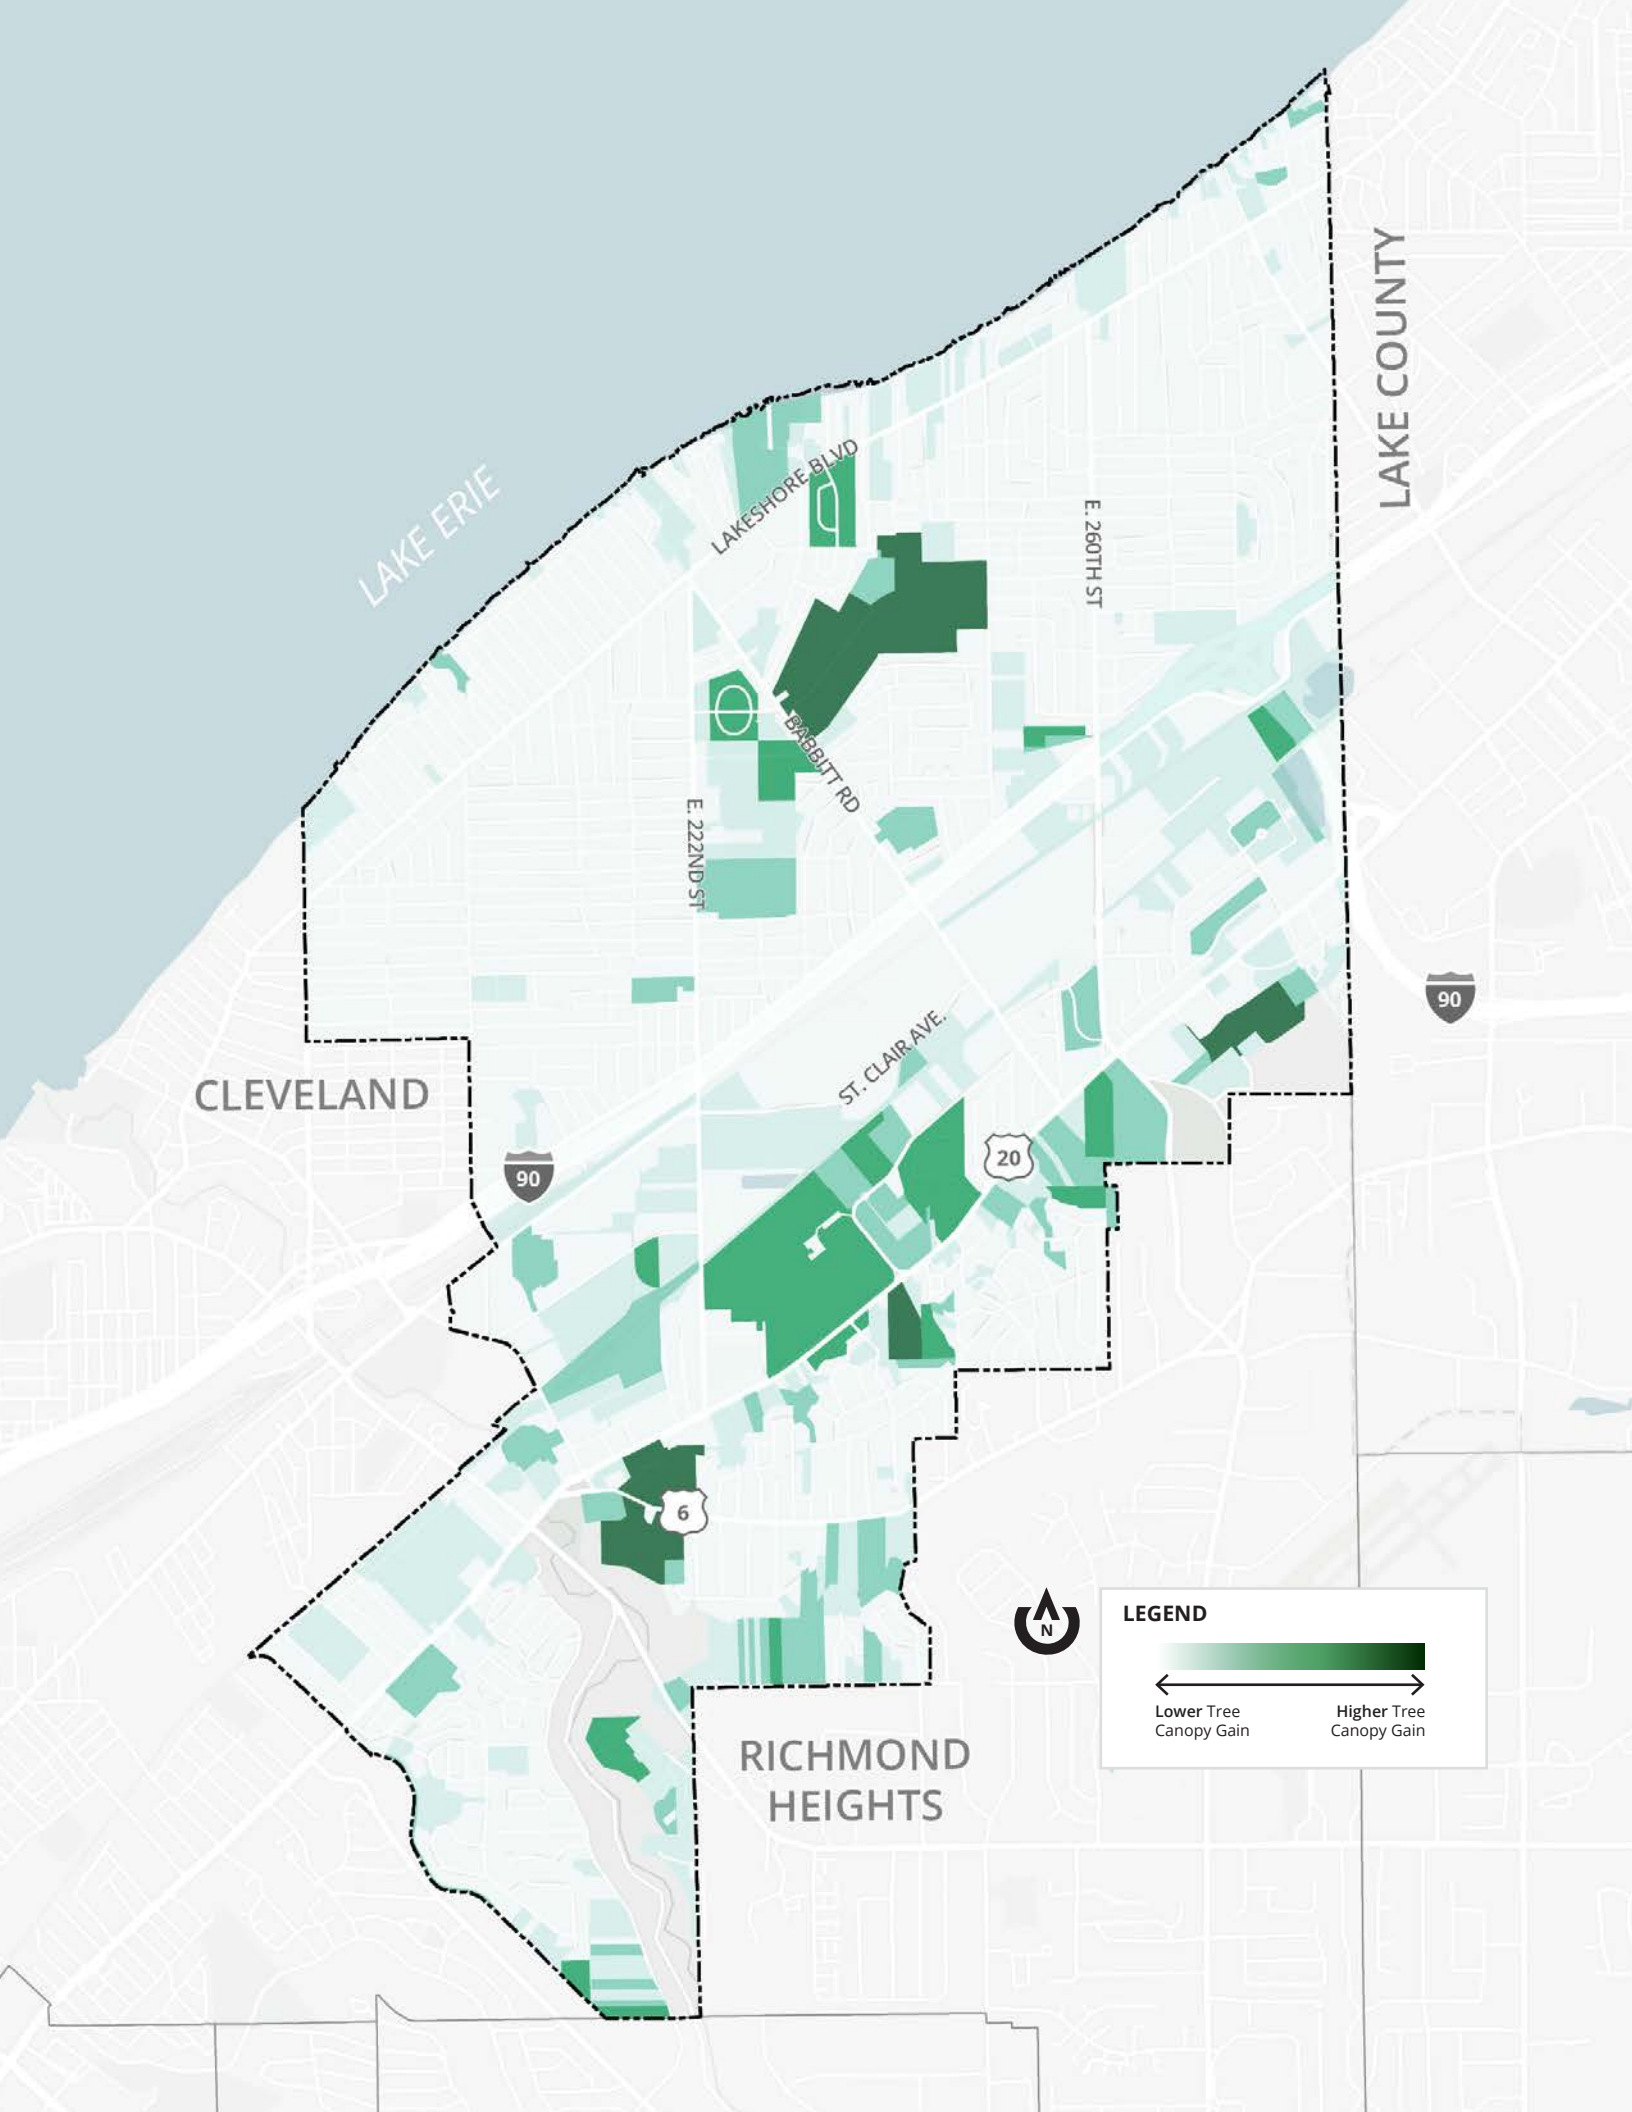 LAKE COUNTY
LAKE ERIE
LAKESHORE BLVD
E. 260TH ST
BABBITT RD
E. 222ND ST
90
ST. CLAIR AVE.
CLEVELAND
20
90
6
LEGEND
N
Lower Tree
Canopy Gain
Higher Tree
Canopy Gain
RICHMOND
HEIGHTS